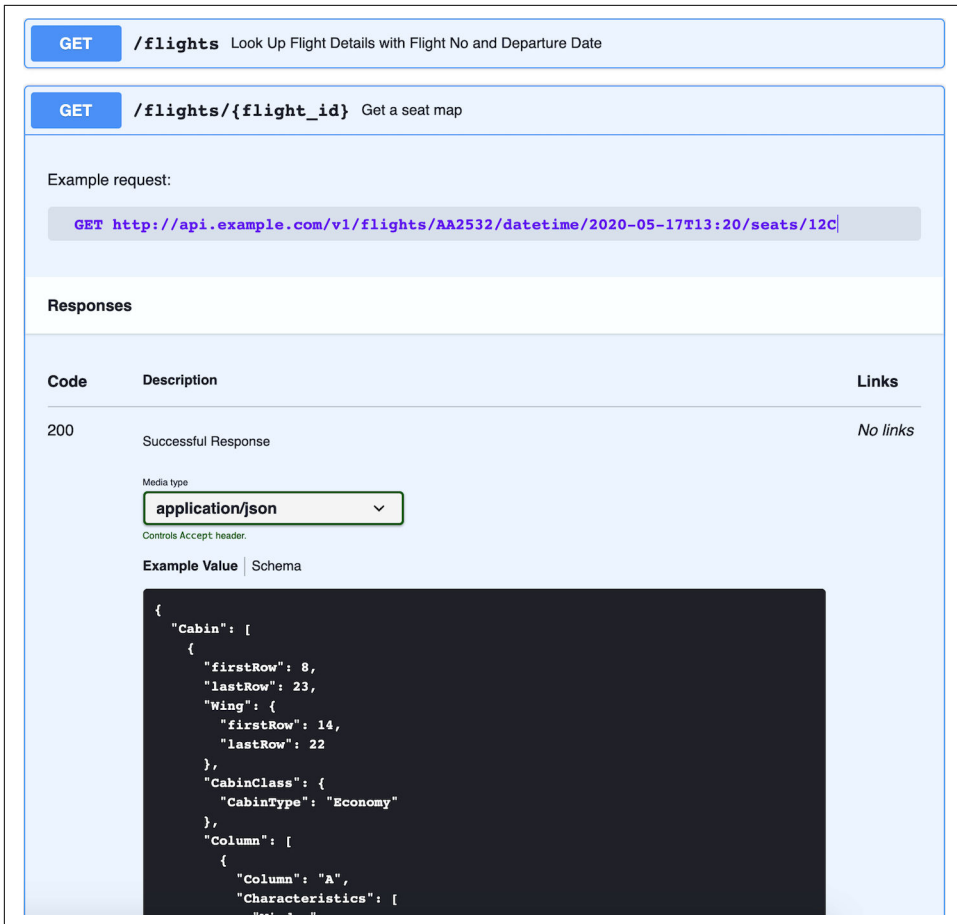 GET /flights Look Up Flight Details with Flight No and Departure Date
GET /flights/{flight_id} Get a seat map
Example request:
GET http://api.example.com/v1/flights/AA2532/datetime/2020-05-17T13:20/seats/12C
Responses
Code Description Links
200 Successful Response No links
Media type
application/json
Controls Accept header.
Example Value Schema
{
"Cabin": [
{
"firstRow": 8,
"lastRow": 23,
"Wing": {
"firstRow": 14,
"lastRow": 22
},
"CabinClass": {
"CabinType": "Economy"
},
"Column": [
{
"Column": "A",
"Characteristics": [